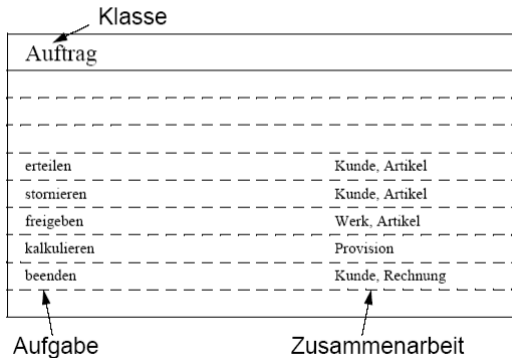 Klasse
Auftrag
erteilen Kunde, Artikel
stornieren Kunde, Artikel
freigeben Werk, Artikel
kalkulieren Provision
beenden Kunde, Rechnung
Aufgabe Zusammenarbeit